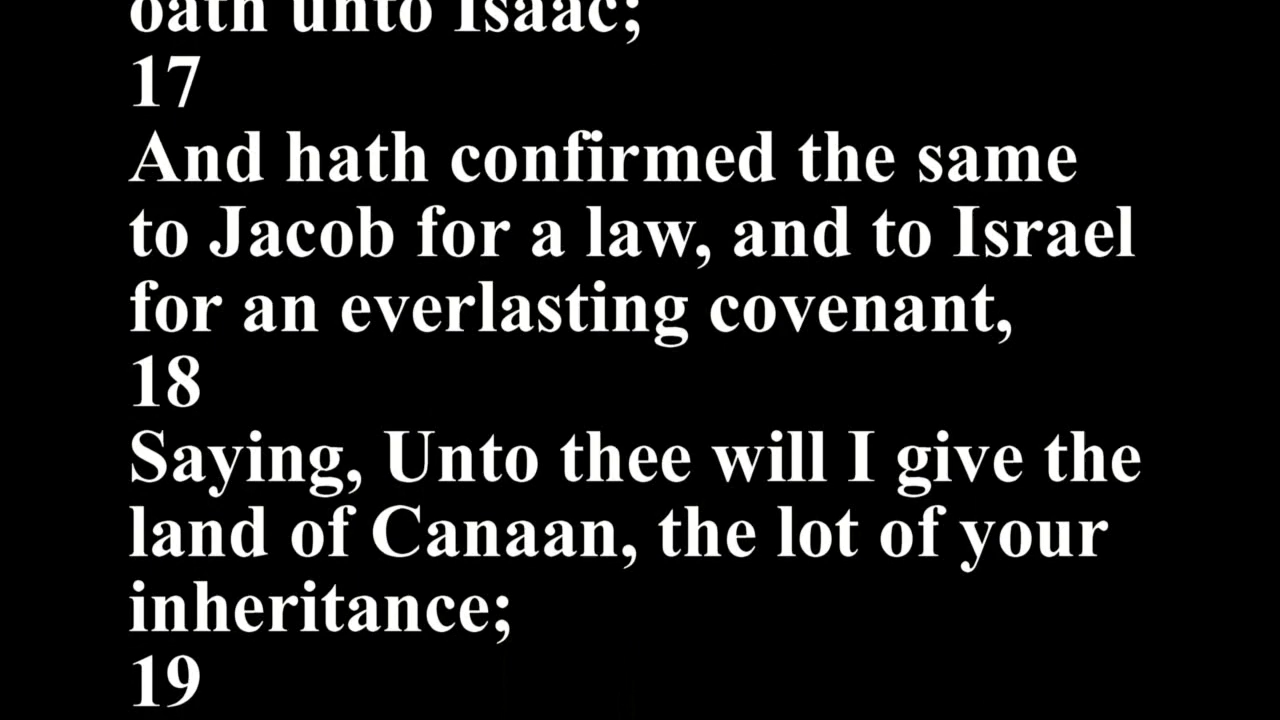 oath unto Isaac;
17
And hath confirmed the same
to Jacob for a law, and to Israel
for an everlasting covenant,
18
Saying, Unto thee will I give the
land of Canaan, the lot of your
inheritance;
19